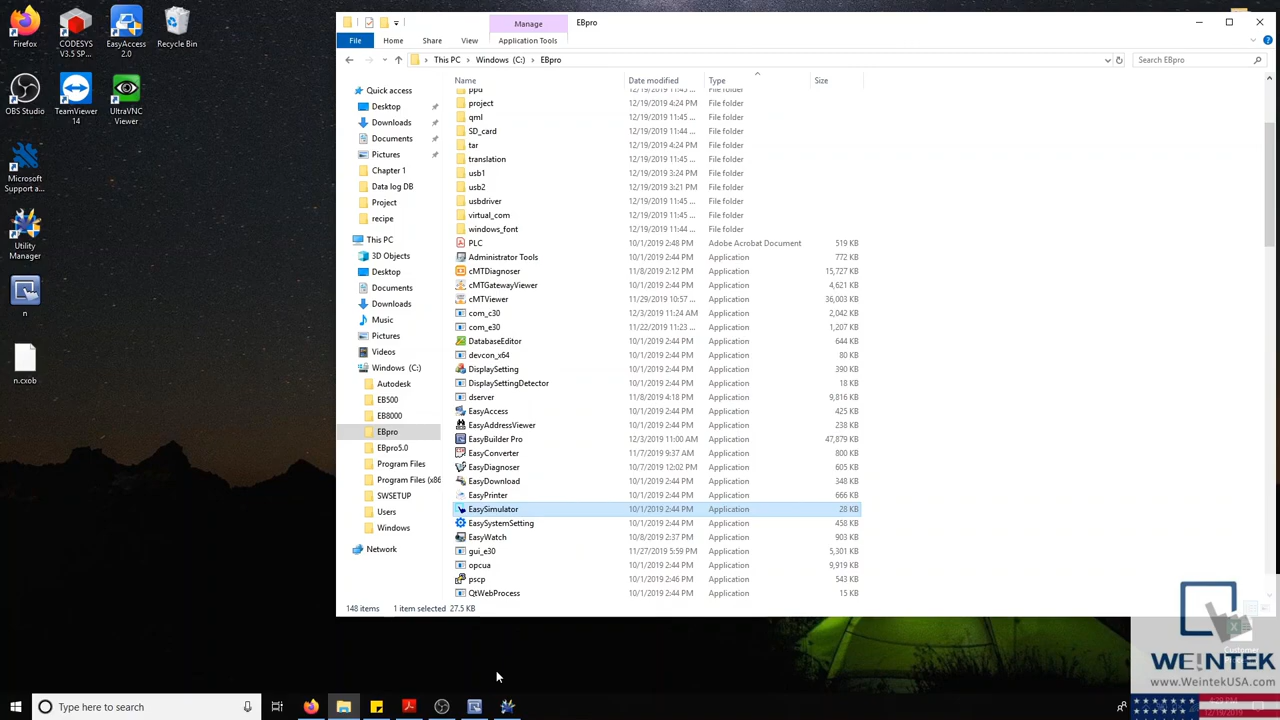 Firefox
CODESYS
V3.5 SP...
EasyAccess
2.0
Recycle Bin
OBS Studio
TeamViewer
14
UltraVNC
Viewer
Microsoft
Support a...
Utility
Manager
n
n.cxob
Manage
EBpro
File
Home
Share
View
Application Tools
This PC
Windows (C:)
EBpro
Search EBpro
Quick access
Desktop
Downloads
Documents
Pictures
Chapter 1
Data log DB
Project
recipe
This PC
3D Objects
Desktop
Documents
Downloads
Music
Pictures
Videos
Windows (C:)
Autodesk
EB500
EB8000
EBpro
EBpro5.0
Program Files
Program Files (x86
SWSETUP
Users
Windows
Network
Name Date modified Type Size
ppd 12/19/2019 11:45 ... File folder
project 12/19/2019 4:24 PM File folder
qml 12/19/2019 11:45 ... File folder
SD_card 12/19/2019 11:44 ... File folder
tar 12/19/2019 4:24 PM File folder
translation 12/19/2019 11:45 ... File folder
usb1 12/19/2019 3:24 PM File folder
usb2 12/19/2019 3:21 PM File folder
usbdriver 12/19/2019 11:45 ... File folder
virtual_com 12/19/2019 11:45 ... File folder
windows_font 12/19/2019 11:44 ... File folder
PLC 10/1/2019 2:48 PM Adobe Acrobat Document 519 KB
Administrator Tools 10/1/2019 2:44 PM Application 772 KB
cMTDiagnoser 11/8/2019 2:12 PM Application 15,727 KB
cMTGatewayViewer 10/1/2019 2:44 PM Application 4,621 KB
cMTViewer 11/29/2019 10:57 ... Application 36,003 KB
com_c30 12/3/2019 11:24 AM Application 2,042 KB
com_e30 11/22/2019 11:23 ... Application 1,207 KB
DatabaseEditor 10/1/2019 2:44 PM Application 644 KB
devcon_x64 10/1/2019 2:44 PM Application 80 KB
DisplaySetting 10/1/2019 2:44 PM Application 390 KB
DisplaySettingDetector 10/1/2019 2:44 PM Application 18 KB
dserver 11/8/2019 4:18 PM Application 9,816 KB
EasyAccess 10/1/2019 2:44 PM Application 425 KB
EasyAddressViewer 10/1/2019 2:44 PM Application 238 KB
EasyBuilder Pro 12/3/2019 11:00 AM Application 47,879 KB
EasyConverter 11/7/2019 9:37 AM Application 800 KB
EasyDiagnoser 10/7/2019 12:02 PM Application 605 KB
EasyDownload 10/1/2019 2:44 PM Application 348 KB
EasyPrinter 10/1/2019 2:44 PM Application 666 KB
EasySimulator 10/1/2019 2:44 PM Application 28 KB
EasySystemSetting 10/1/2019 2:44 PM Application 458 KB
EasyWatch 10/8/2019 2:37 PM Application 903 KB
gui_e30 11/27/2019 5:59 PM Application 5,301 KB
opcua 10/1/2019 2:44 PM Application 9,919 KB
pscp 10/1/2019 2:46 PM Application 543 KB
QtWebProcess 10/1/2019 2:44 PM Application 15 KB
148 items 1 item selected 27.5 KB
WEINTEK
www.WeintekUSA.com
Type here to search
4:29 PM
12/19/2019